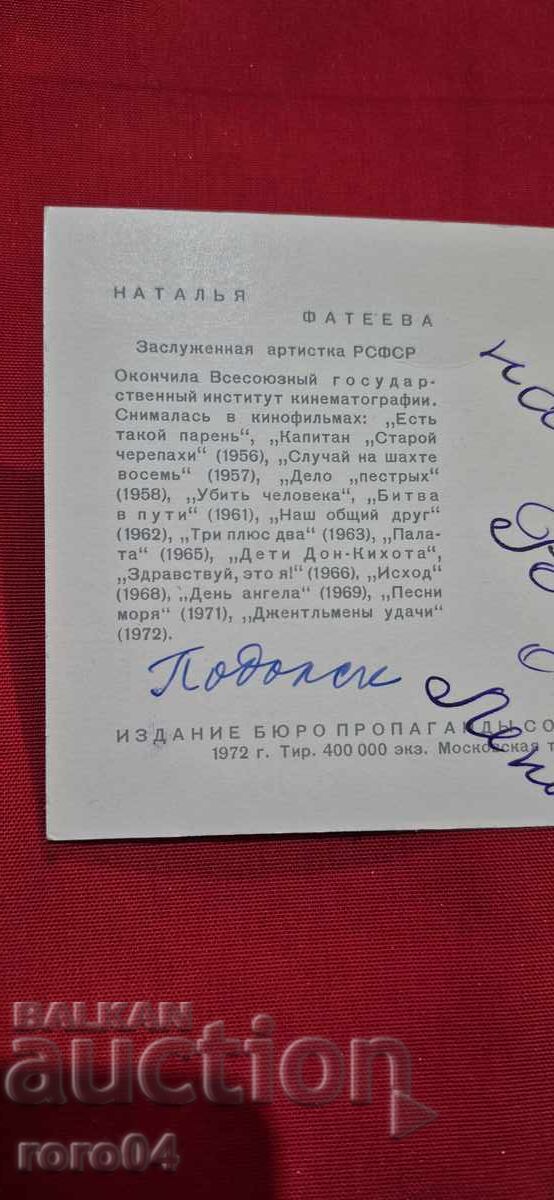 НАТАЛЬЯ
ФАТЕЕВА
Заслуженная артистка РСФСР
Окончила Всесоюзный государ-
ственный институт кинематографии.
Снималась в кинофильмах: „Есть
такой парень“, „Капитан „Старой
черепахи“ (1956), „Случай на шахте
восемь“ (1957), „Дело „пестрых“
(1958), „Убить человека“, „Битва
в пути“ (1961), „Наш общий друг“
(1962), „Три плюс два“ (1963), „Пала-
та“ (1965), „Дети Дон-Кихота“,
„Здравствуй, это я!“ (1966), „Исход“
(1968), „День ангела“ (1969), „Песни
моря“ (1971), „Джентльмены удачи“
(1972).
Подольск
ИЗДАНИЕ БЮРО ПРОПАГАНДЫ СО
1972 г. Тир. 400 000 экз. Московская т
на
BALKAN
auction
roro04